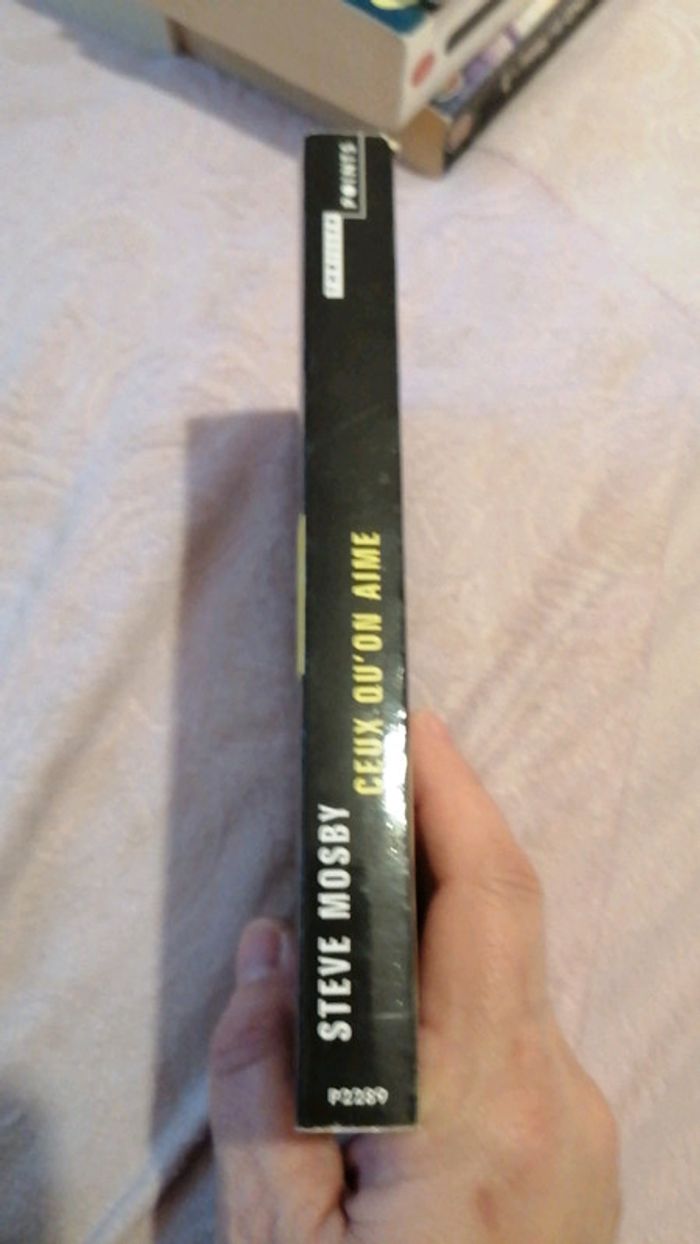 STEVE MOSBY
CEUX QU'ON AIME
POINTS
P2289